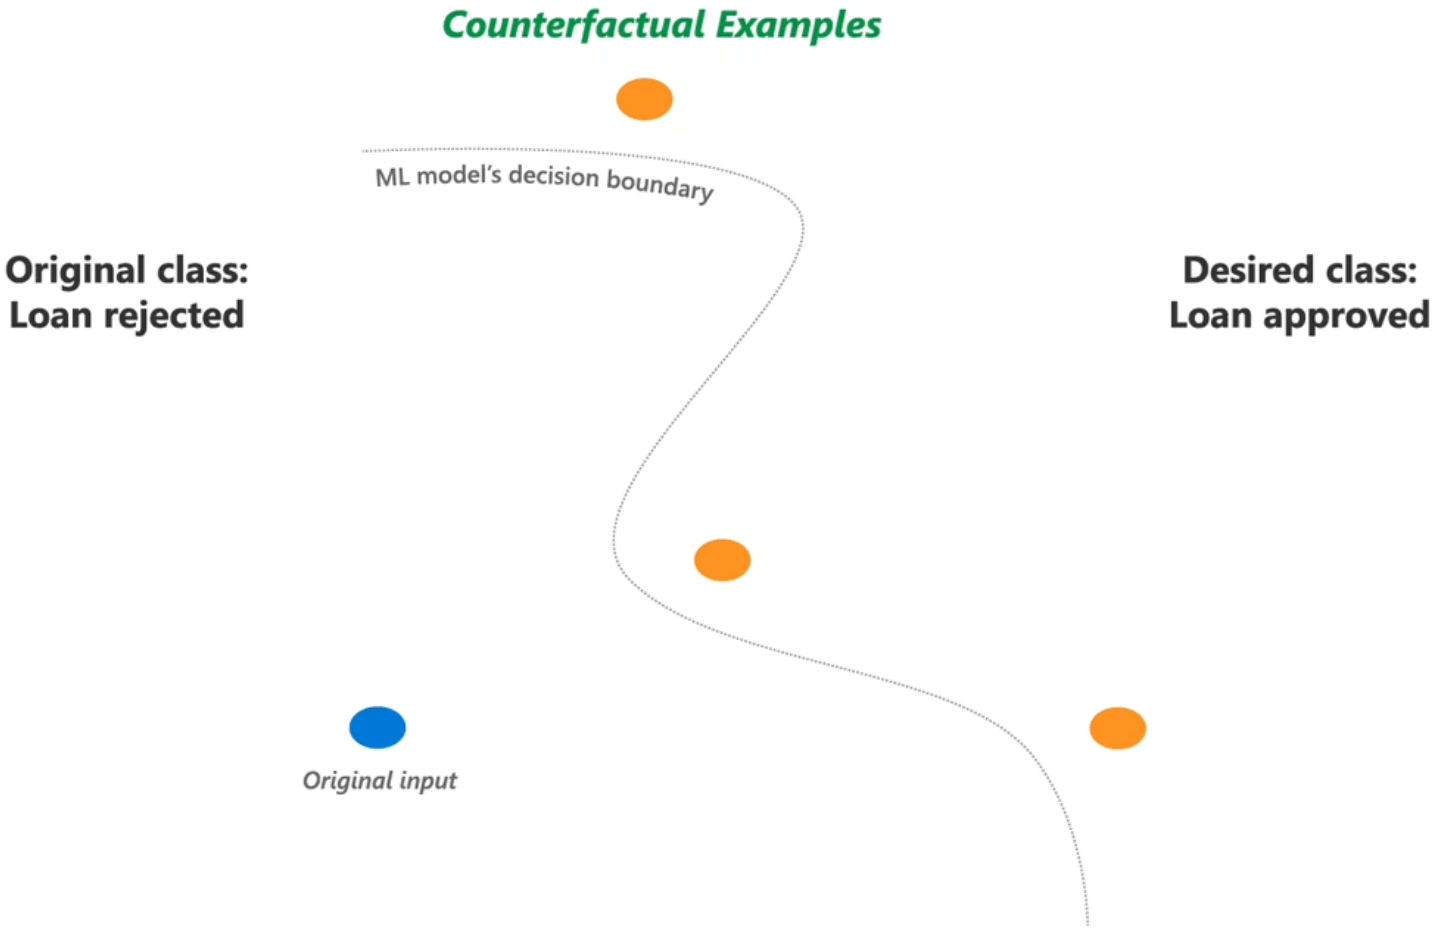 Counterfactual Examples
ML model's decision boundary
Original class:
Loan rejected
Desired class:
Loan approved
Original input